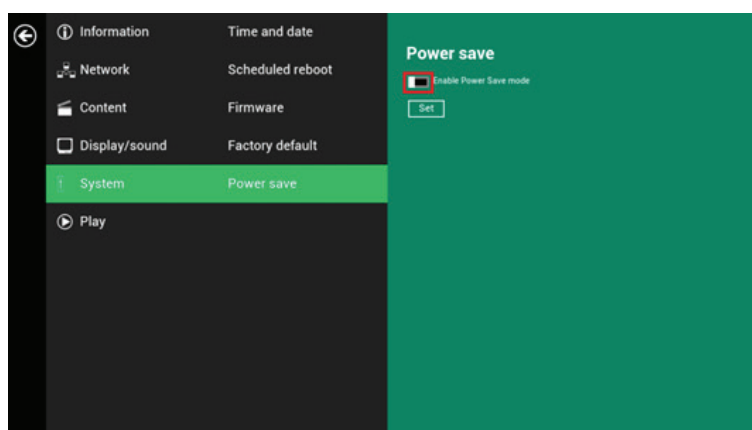 Information
Network
Content
Display/sound
System
Play
Time and date
Scheduled reboot
Firmware
Factory default
Power save
Power save
Enable Power Save mode
Set